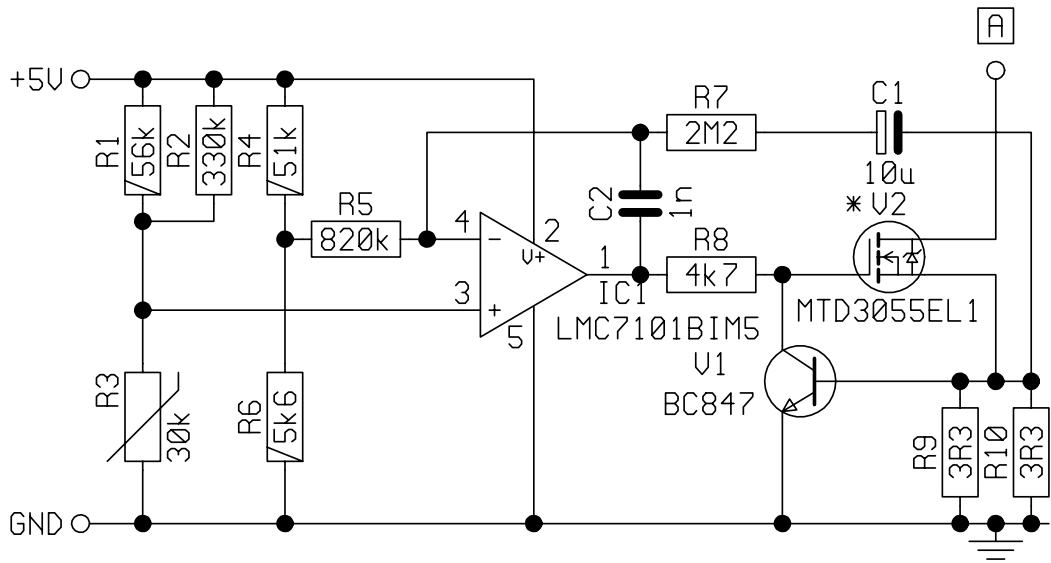 A
+5V
R1
56k
R2
330k
R4
51k
R7
2M2
C1
10u
R5
820k
C2
1n
* V2
4
2
-
V+
1
3
+
5
IC1
LMC7101BIM5
R8
4k7
MTD3055EL1
V1
BC847
R3
30k
R6
5k6
R9
3R3
R10
3R3
GND